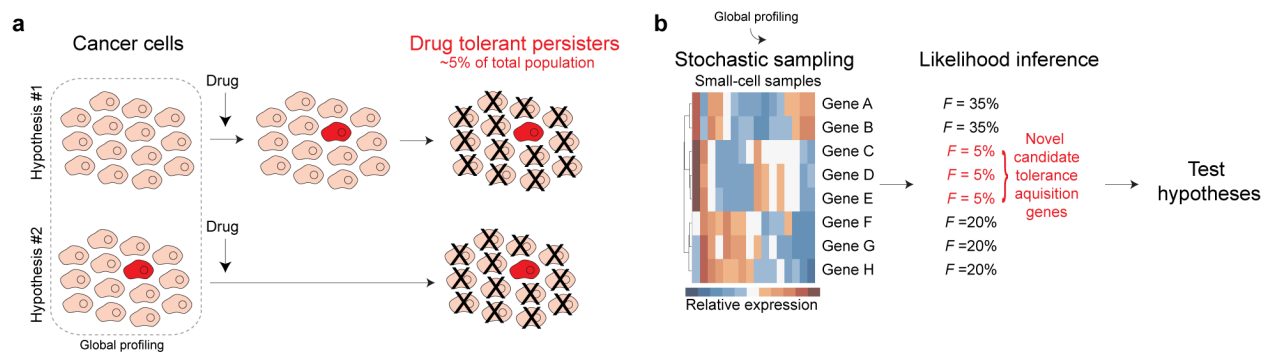 a
Cancer cells
Drug tolerant persisters
~5% of total population
Hypothesis #1
Drug
Hypothesis #2
Drug
Global profiling
b
Global profiling
Stochastic sampling
Small-cell samples
Likelihood inference
Gene A
F = 35%
Gene B
F = 35%
Gene C
F = 5%
Gene D
F = 5%
Gene E
F = 5%
Gene F
F =20%
Gene G
F =20%
Gene H
F =20%
Relative expression
Novel
candidate
tolerance
aquisition
genes
Test
hypotheses